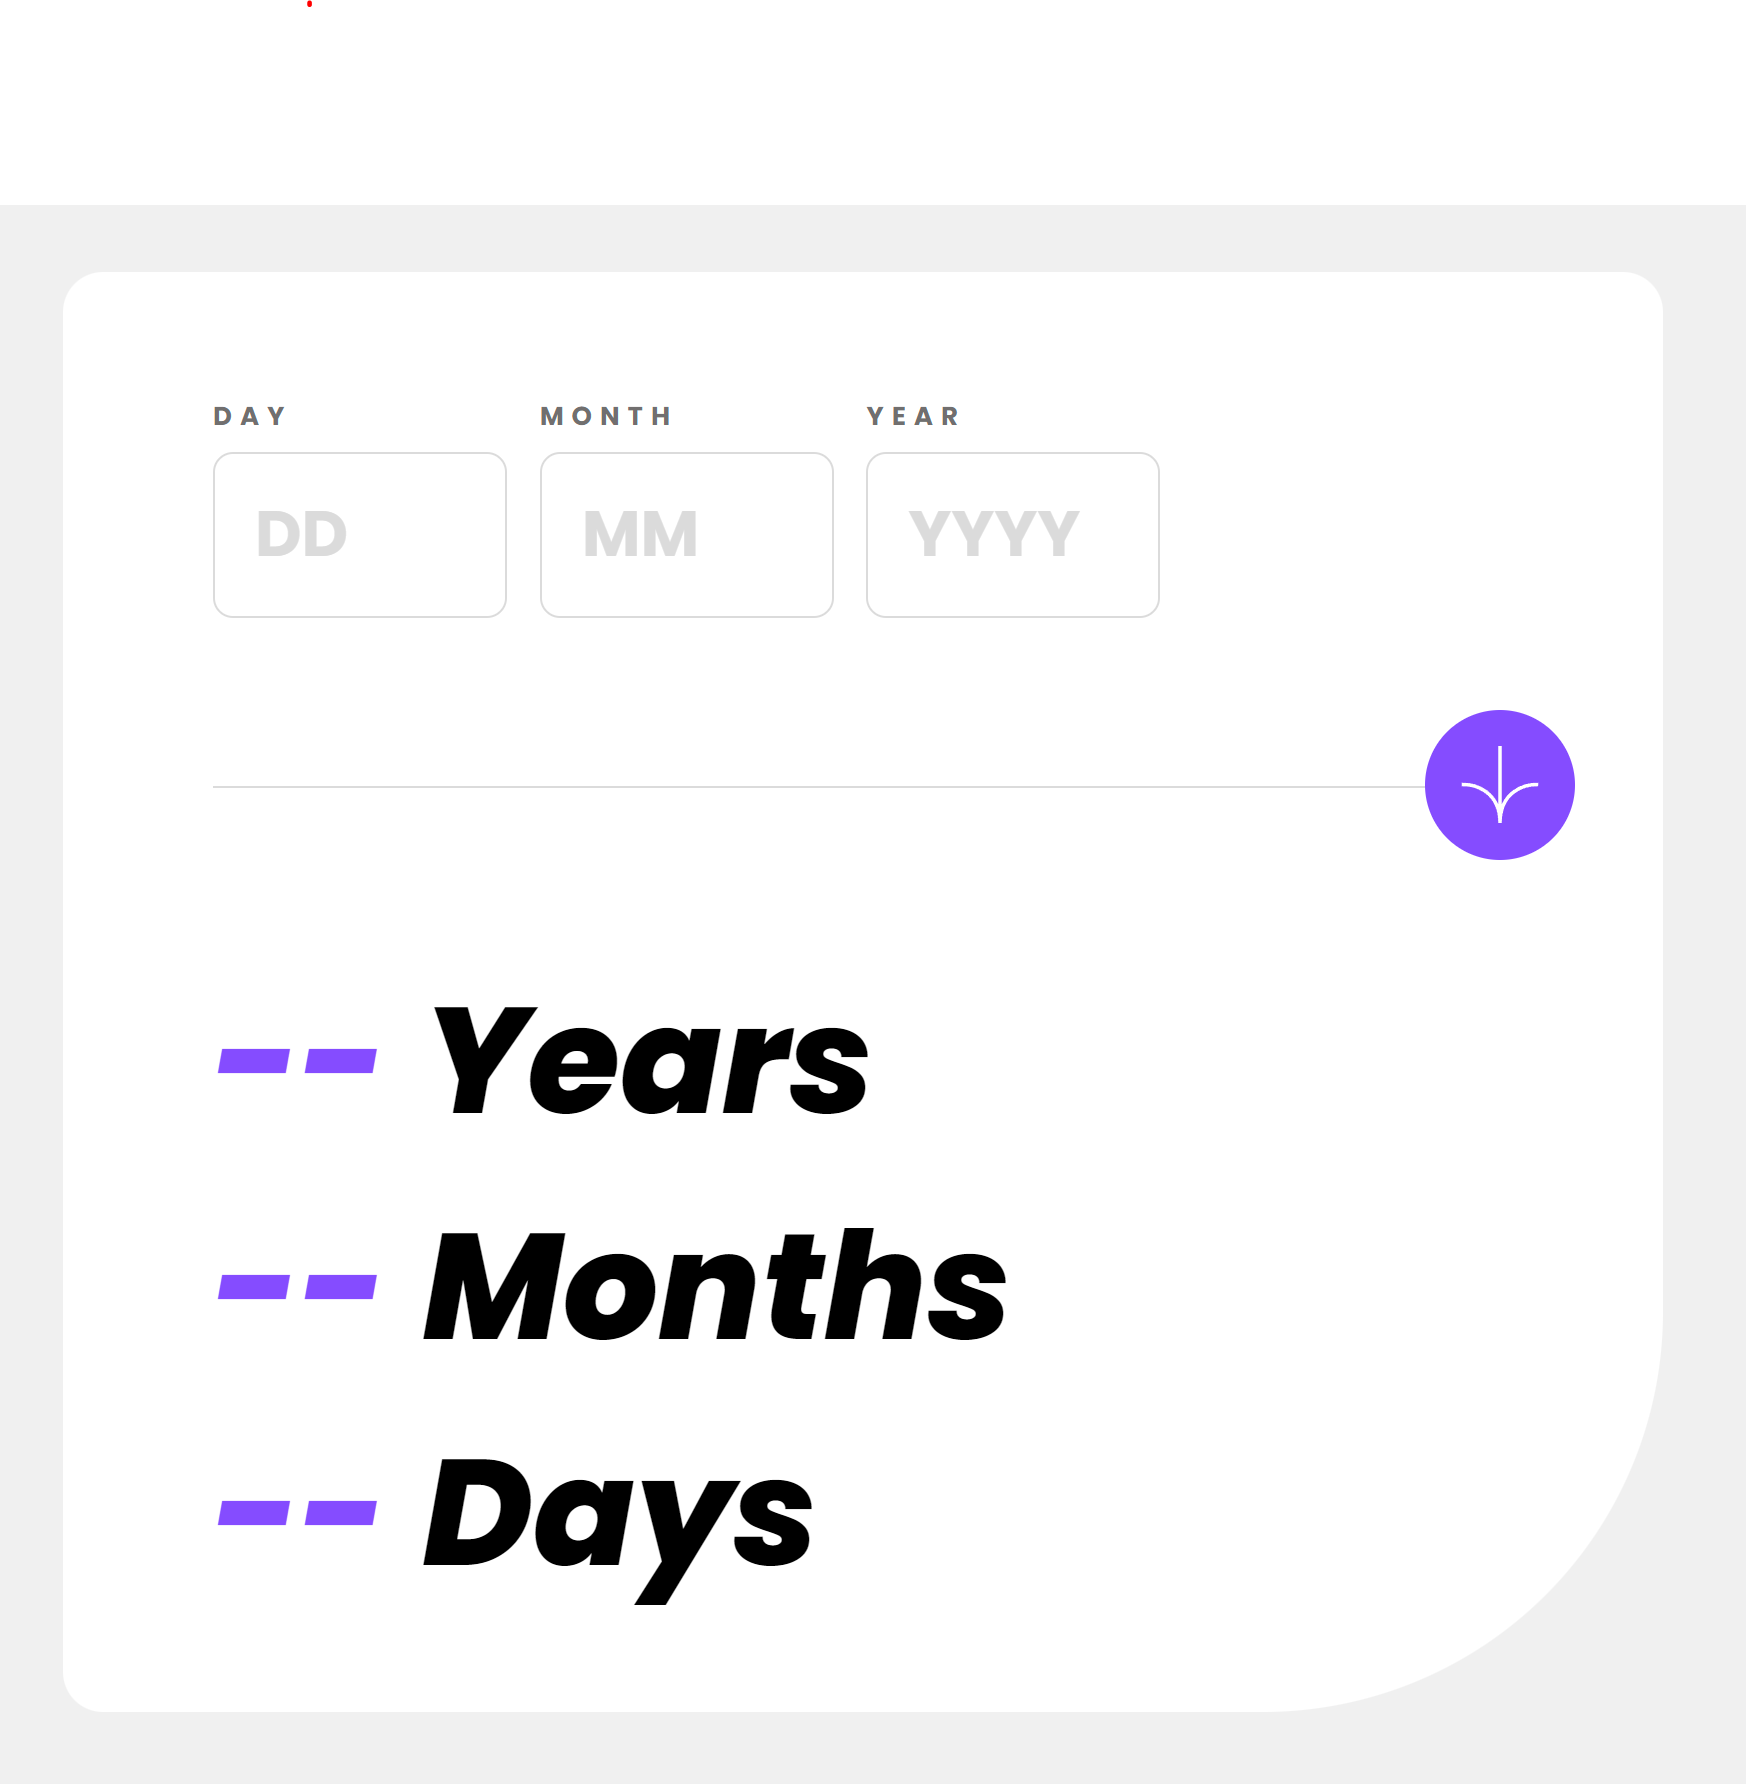 DAY MONTH YEAR
DD MM YYYY
-- Years
-- Months
-- Days